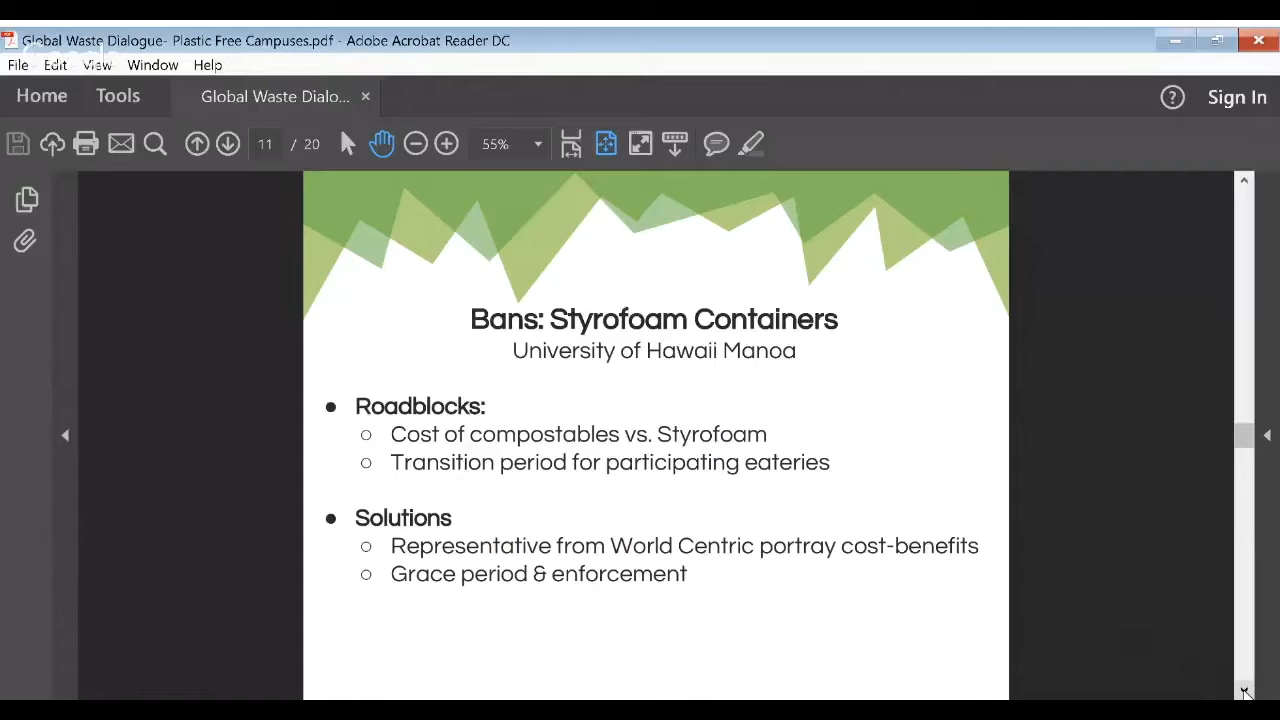 Global Waste Dialogue- Plastic Free Campuses.pdf - Adobe Acrobat Reader DC
File Edit View Window Help
Home Tools Global Waste Dialo... × ? Sign In
11 / 20 55%
Bans: Styrofoam Containers
University of Hawaii Manoa
● Roadblocks:
○ Cost of compostables vs. Styrofoam
○ Transition period for participating eateries
● Solutions
○ Representative from World Centric portray cost-benefits
○ Grace period & enforcement